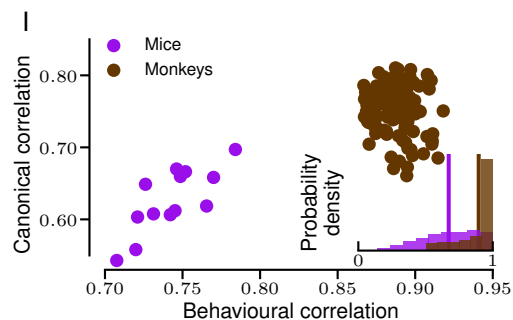 I
Mice
Monkeys
Canonical correlation
0.80
0.70
0.60
Probability
density
0
1
0.70
0.75
0.80
0.85
0.90
0.95
Behavioural correlation